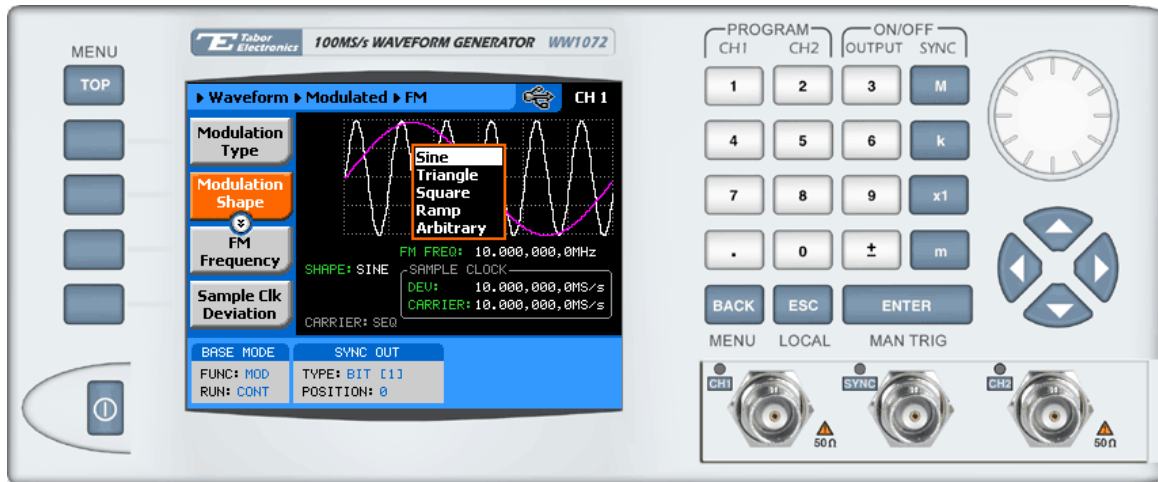 MENU
TOP
Tabor Electronics 100MS/s WAVEFORM GENERATOR WW1072
Waveform Modulated FM CH 1
Modulation Type
Modulation Shape
FM Frequency
Sample Clk Deviation
Sine
Triangle
Square
Ramp
Arbitrary
FM FREQ: 10.000,000,0MHz
SHAPE: SINE
SAMPLE CLOCK
DEV: 10.000,000,0MS/s
CARRIER: 10.000,000,0MS/s
CARRIER: SEQ
BASE MODE
FUNC: MOD
RUN: CONT
SYNC OUT
TYPE: BIT [1]
POSITION: 0
PROGRAM
CH1 CH2
ON/OFF
OUTPUT SYNC
1 2 3 M
4 5 6 k
7 8 9 x1
. 0 ± m
BACK ESC ENTER
MENU LOCAL MAN TRIG
CH1 SYNC CH2
50Ω 50Ω